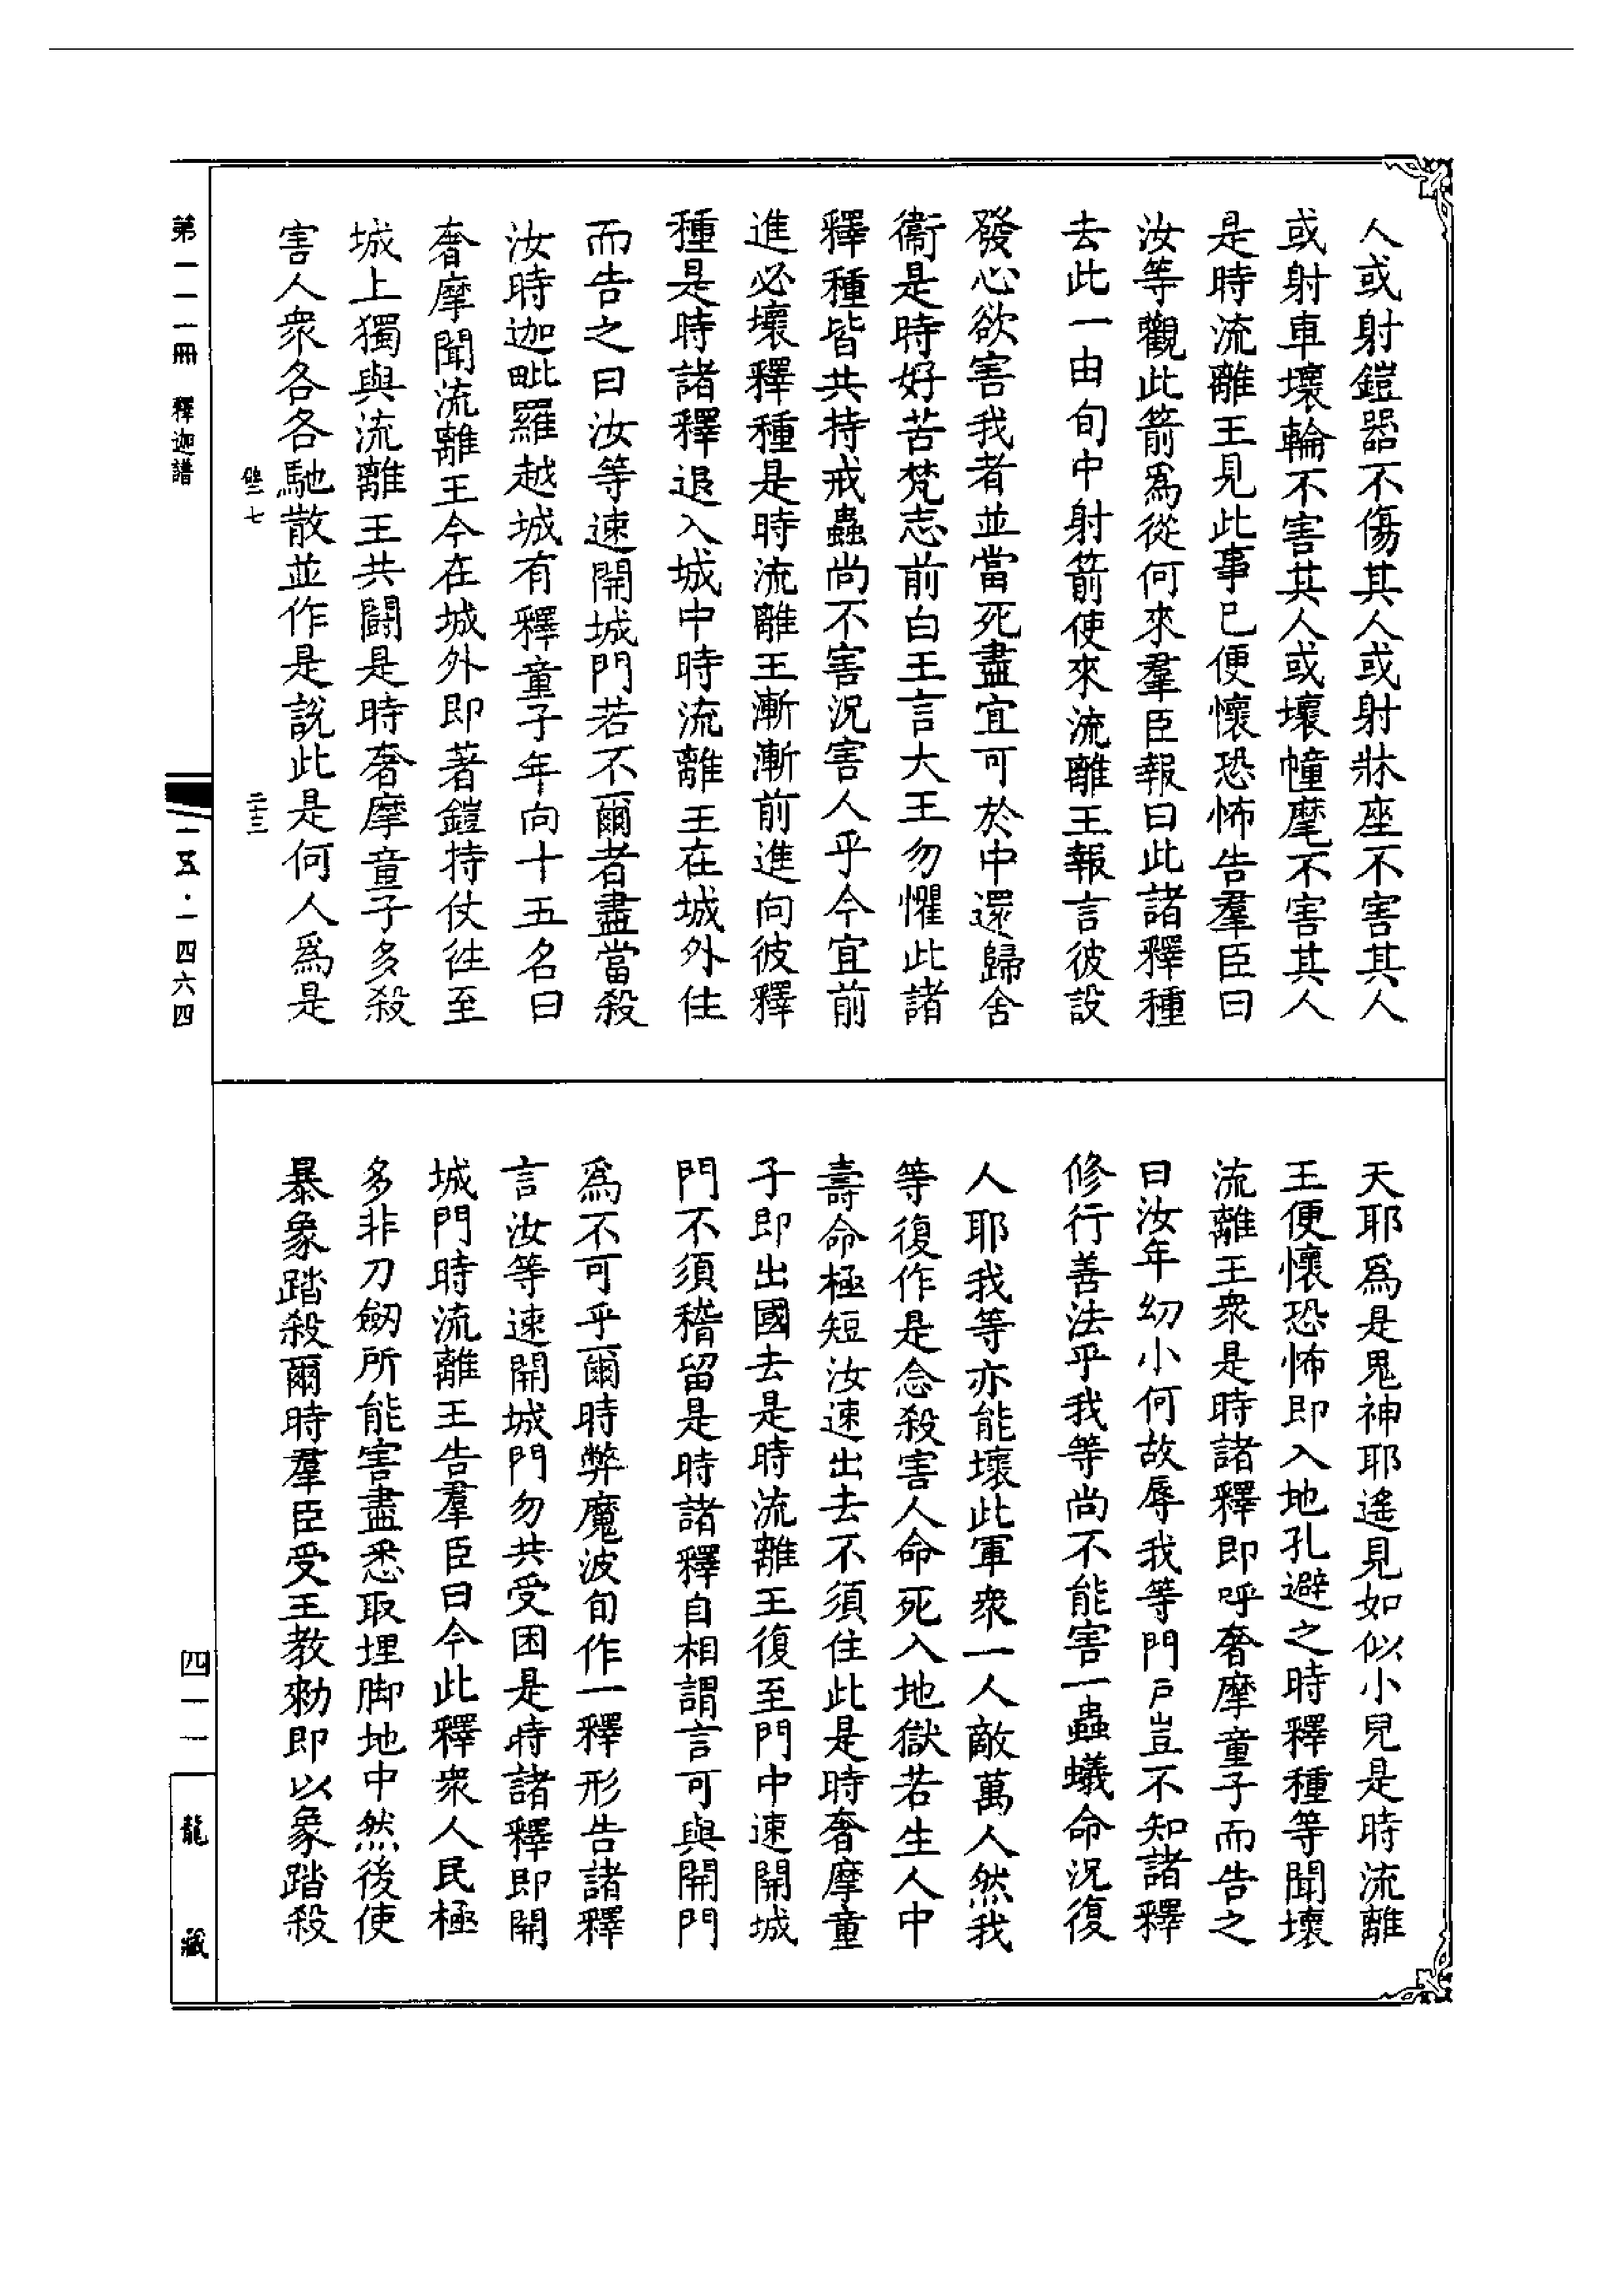 人或射鎧器不傷其人或射牀座不害其人
或射車壞輪不害其人或壞幢麾不害其人
是時流離王見此事已便懷恐怖告羣臣曰
汝等觀此箭爲從何來羣臣報曰此諸釋種
去此一由旬中射箭使來流離王報言彼設
發心欲害我者並當死盡宜可於中還歸舍
衞是時好苦梵志前白王言大王勿懼此諸
釋種皆共持戒蟲尚不害況害人乎今宜前
進必壞釋種是時流離王漸漸前進向彼釋
種是時諸釋退入城中時流離王在城外住
而告之曰汝等速開城門若不爾者盡當殺
汝時迦毗羅越城有釋童子年向十五名曰
奢摩聞流離王今在城外即著鎧持仗往至
城上獨與流離王共鬭是時奢摩童子多殺
害人衆各各馳散並作是說此是何人爲是
天耶爲是鬼神耶遙見如似小兒是時流離
王便懷恐怖即入地孔避之時釋種等聞壞
流離王衆是時諸釋即呼奢摩童子而告之
曰汝年幼小何故辱我等門戸豈不知諸釋
修行善法乎我等尚不能害一蟲蟻命況復
人耶我等亦能壞此軍衆一人敵萬人然我
等復作是念殺害人命死入地獄若生人中
壽命極短汝速出去不須住此是時奢摩童
子即出國去是時流離王復至門中速開城
門不須稽留是時諸釋自相謂言可與開門
爲不可乎爾時弊魔波旬作一釋形告諸釋
言汝等速開城門勿共受困是時諸釋即開
城門時流離王告羣臣曰今此釋衆人民極
多非刀劒所能害盡悉取埋脚地中然後使
暴象踏殺爾時羣臣受王教勑即以象踏殺
七
二十三
第一一一冊 釋迦譜
一五·一四六四
四一一
龍藏